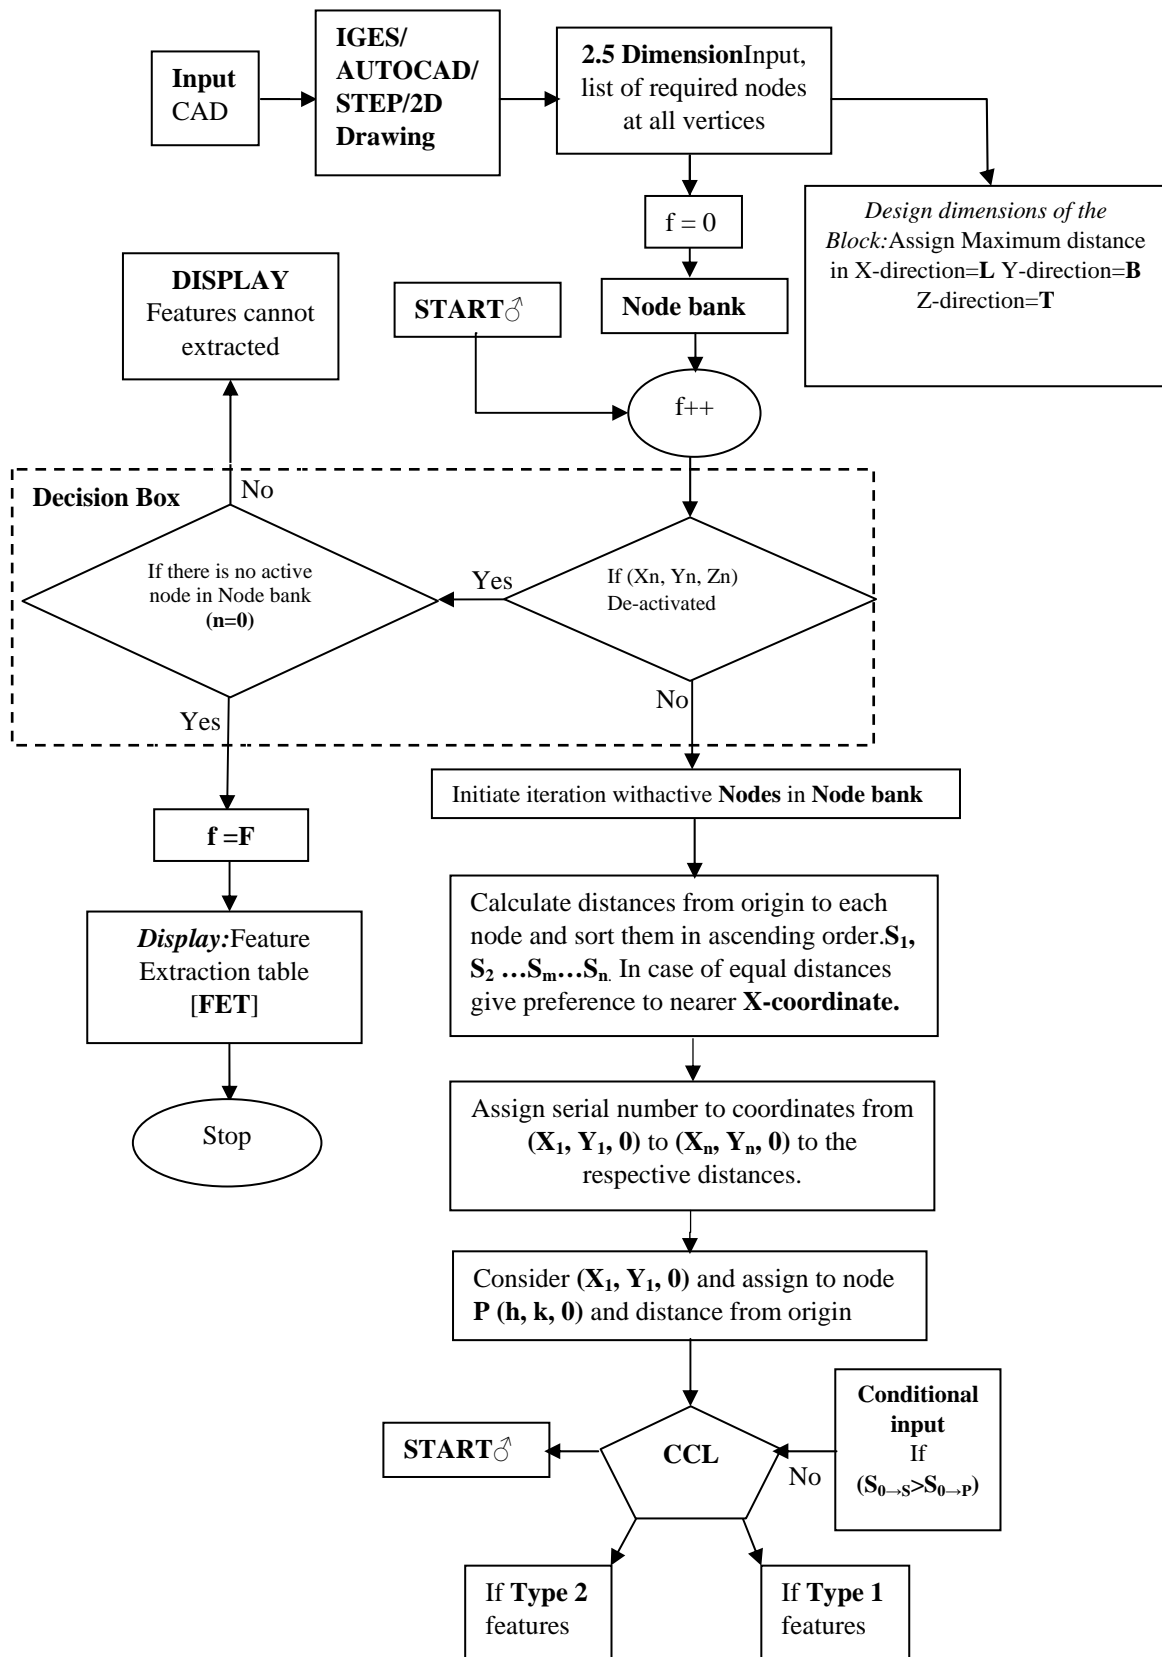 Input
CAD
IGES/
AUTOCAD/
STEP/2D
Drawing
2.5 DimensionInput,
list of required nodes
at all vertices
Design dimensions of the
Block:Assign Maximum distance
in X-direction=L Y-direction=B
Z-direction=T
f = 0
Node bank
START♂
f++
DISPLAY
Features cannot
extracted
Decision Box
No
If there is no active
node in Node bank
(n=0)
Yes
If (Xn, Yn, Zn)
De-activated
Yes
No
f =F
Display:Feature
Extraction table
[FET]
Stop
Initiate iteration withactive Nodes in Node bank
Calculate distances from origin to each
node and sort them in ascending order.S₁,
S₂ …Sₘ…Sₙ. In case of equal distances
give preference to nearer X-coordinate.
Assign serial number to coordinates from
(X₁, Y₁, 0) to (Xₙ, Yₙ, 0) to the
respective distances.
Consider (X₁, Y₁, 0) and assign to node
P (h, k, 0) and distance from origin
START♂
CCL
No
Conditional
input
If
(S0→S>S0→P)
If Type 2
features
If Type 1
features